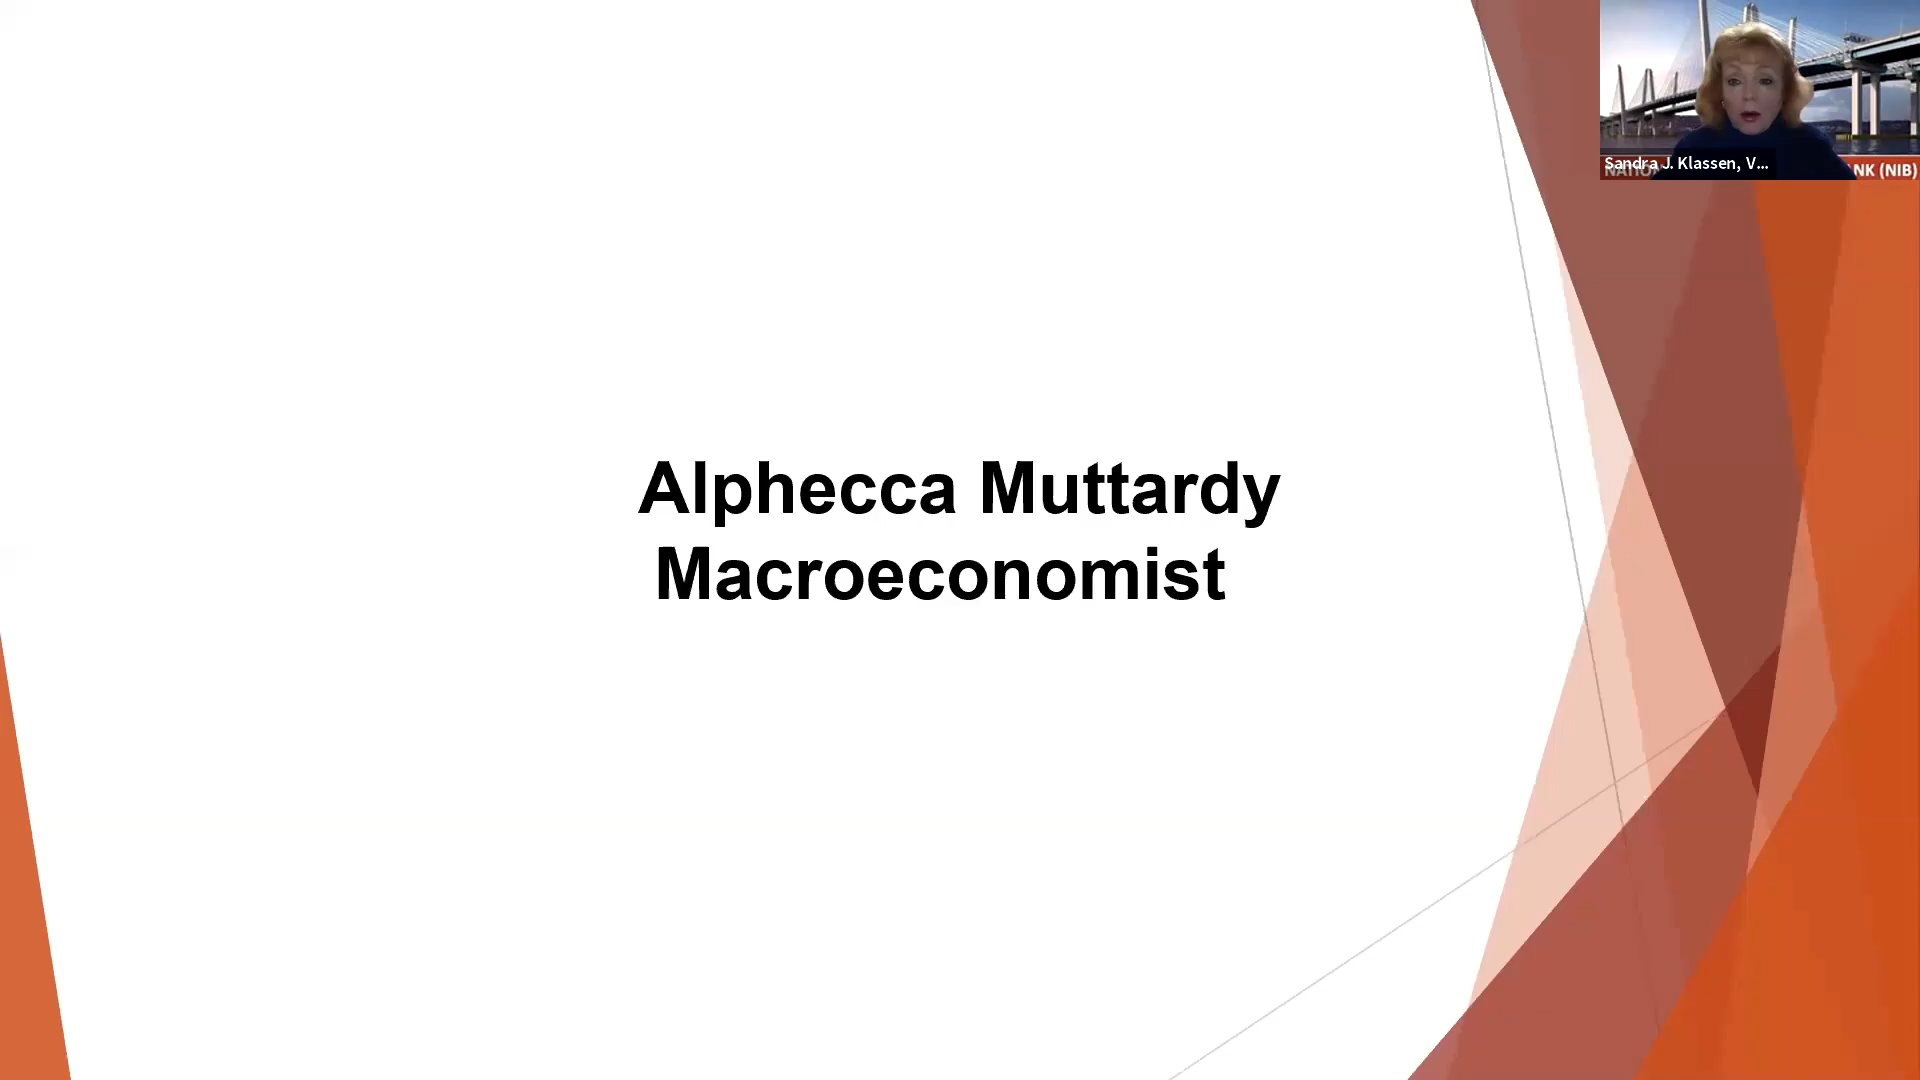 Alphecca Muttardy
Macroeconomist
Sandra J. Klassen, V...
NK (NIB)